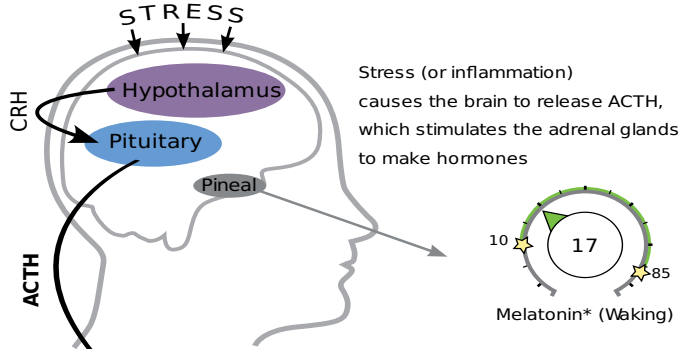 STRESS
Hypothalamus
CRH
Pituitary
Pineal
ACTH
Stress (or inflammation)
causes the brain to release ACTH,
which stimulates the adrenal glands
to make hormones
10
17
85
Melatonin* (Waking)